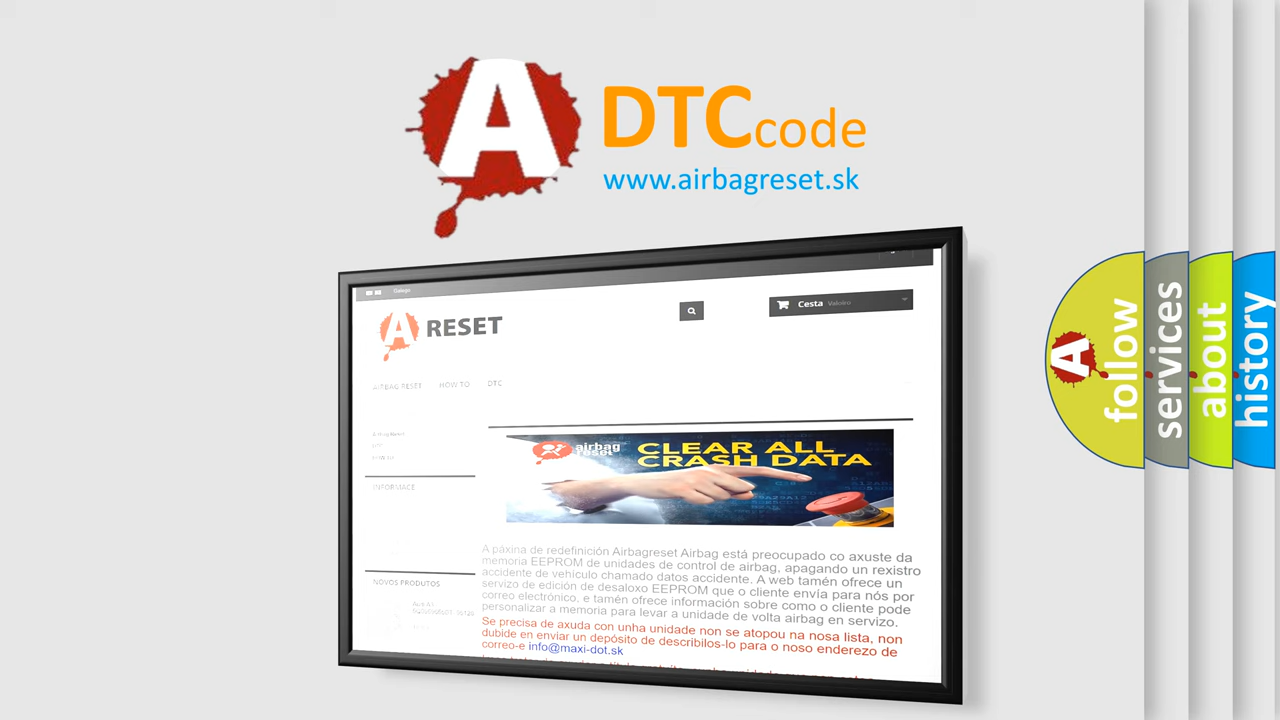 A
DTC code
www.airbagreset.sk
Galego
A RESET
Cesta Valeiro
AIRBAG RESET HOW TO DTC
INFORMACE
NOVOS PRODUTOS
airbag
reset
CLEAR ALL
CRASH DATA
A páxina de redefinición Airbagreset Airbag está preocupado co axuste da
memoria EEPROM de unidades de control de airbag, apagando un rexistro
accidente de vehículo chamado datos accidente. A web tamén ofrece un
servizo de edición de desaloxo EEPROM que o cliente envía para nós por
correo electrónico, e tamén ofrece información sobre como o cliente pode
personalizar a memoria para levar a unidade de volta airbag en servizo.
Se precisa de axuda con unha unidade non se atopou na nosa lista, non
dubide en enviar un depósito de describilos-lo para o noso enderezo de
correo-e info@maxi-dot.sk
A
follow
services
about
history